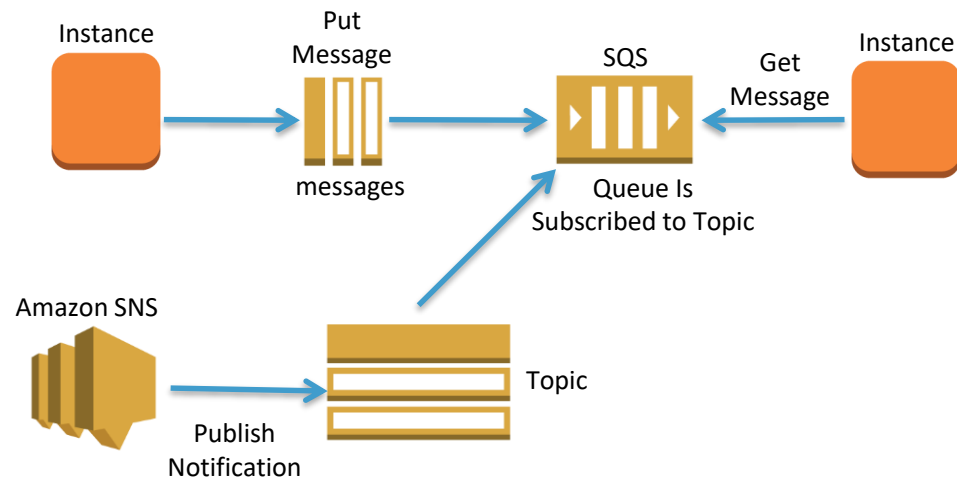 Instance
Put
Message
messages
SQS
Queue Is
Subscribed to Topic
Get
Message
Instance
Amazon SNS
Publish
Notification
Topic